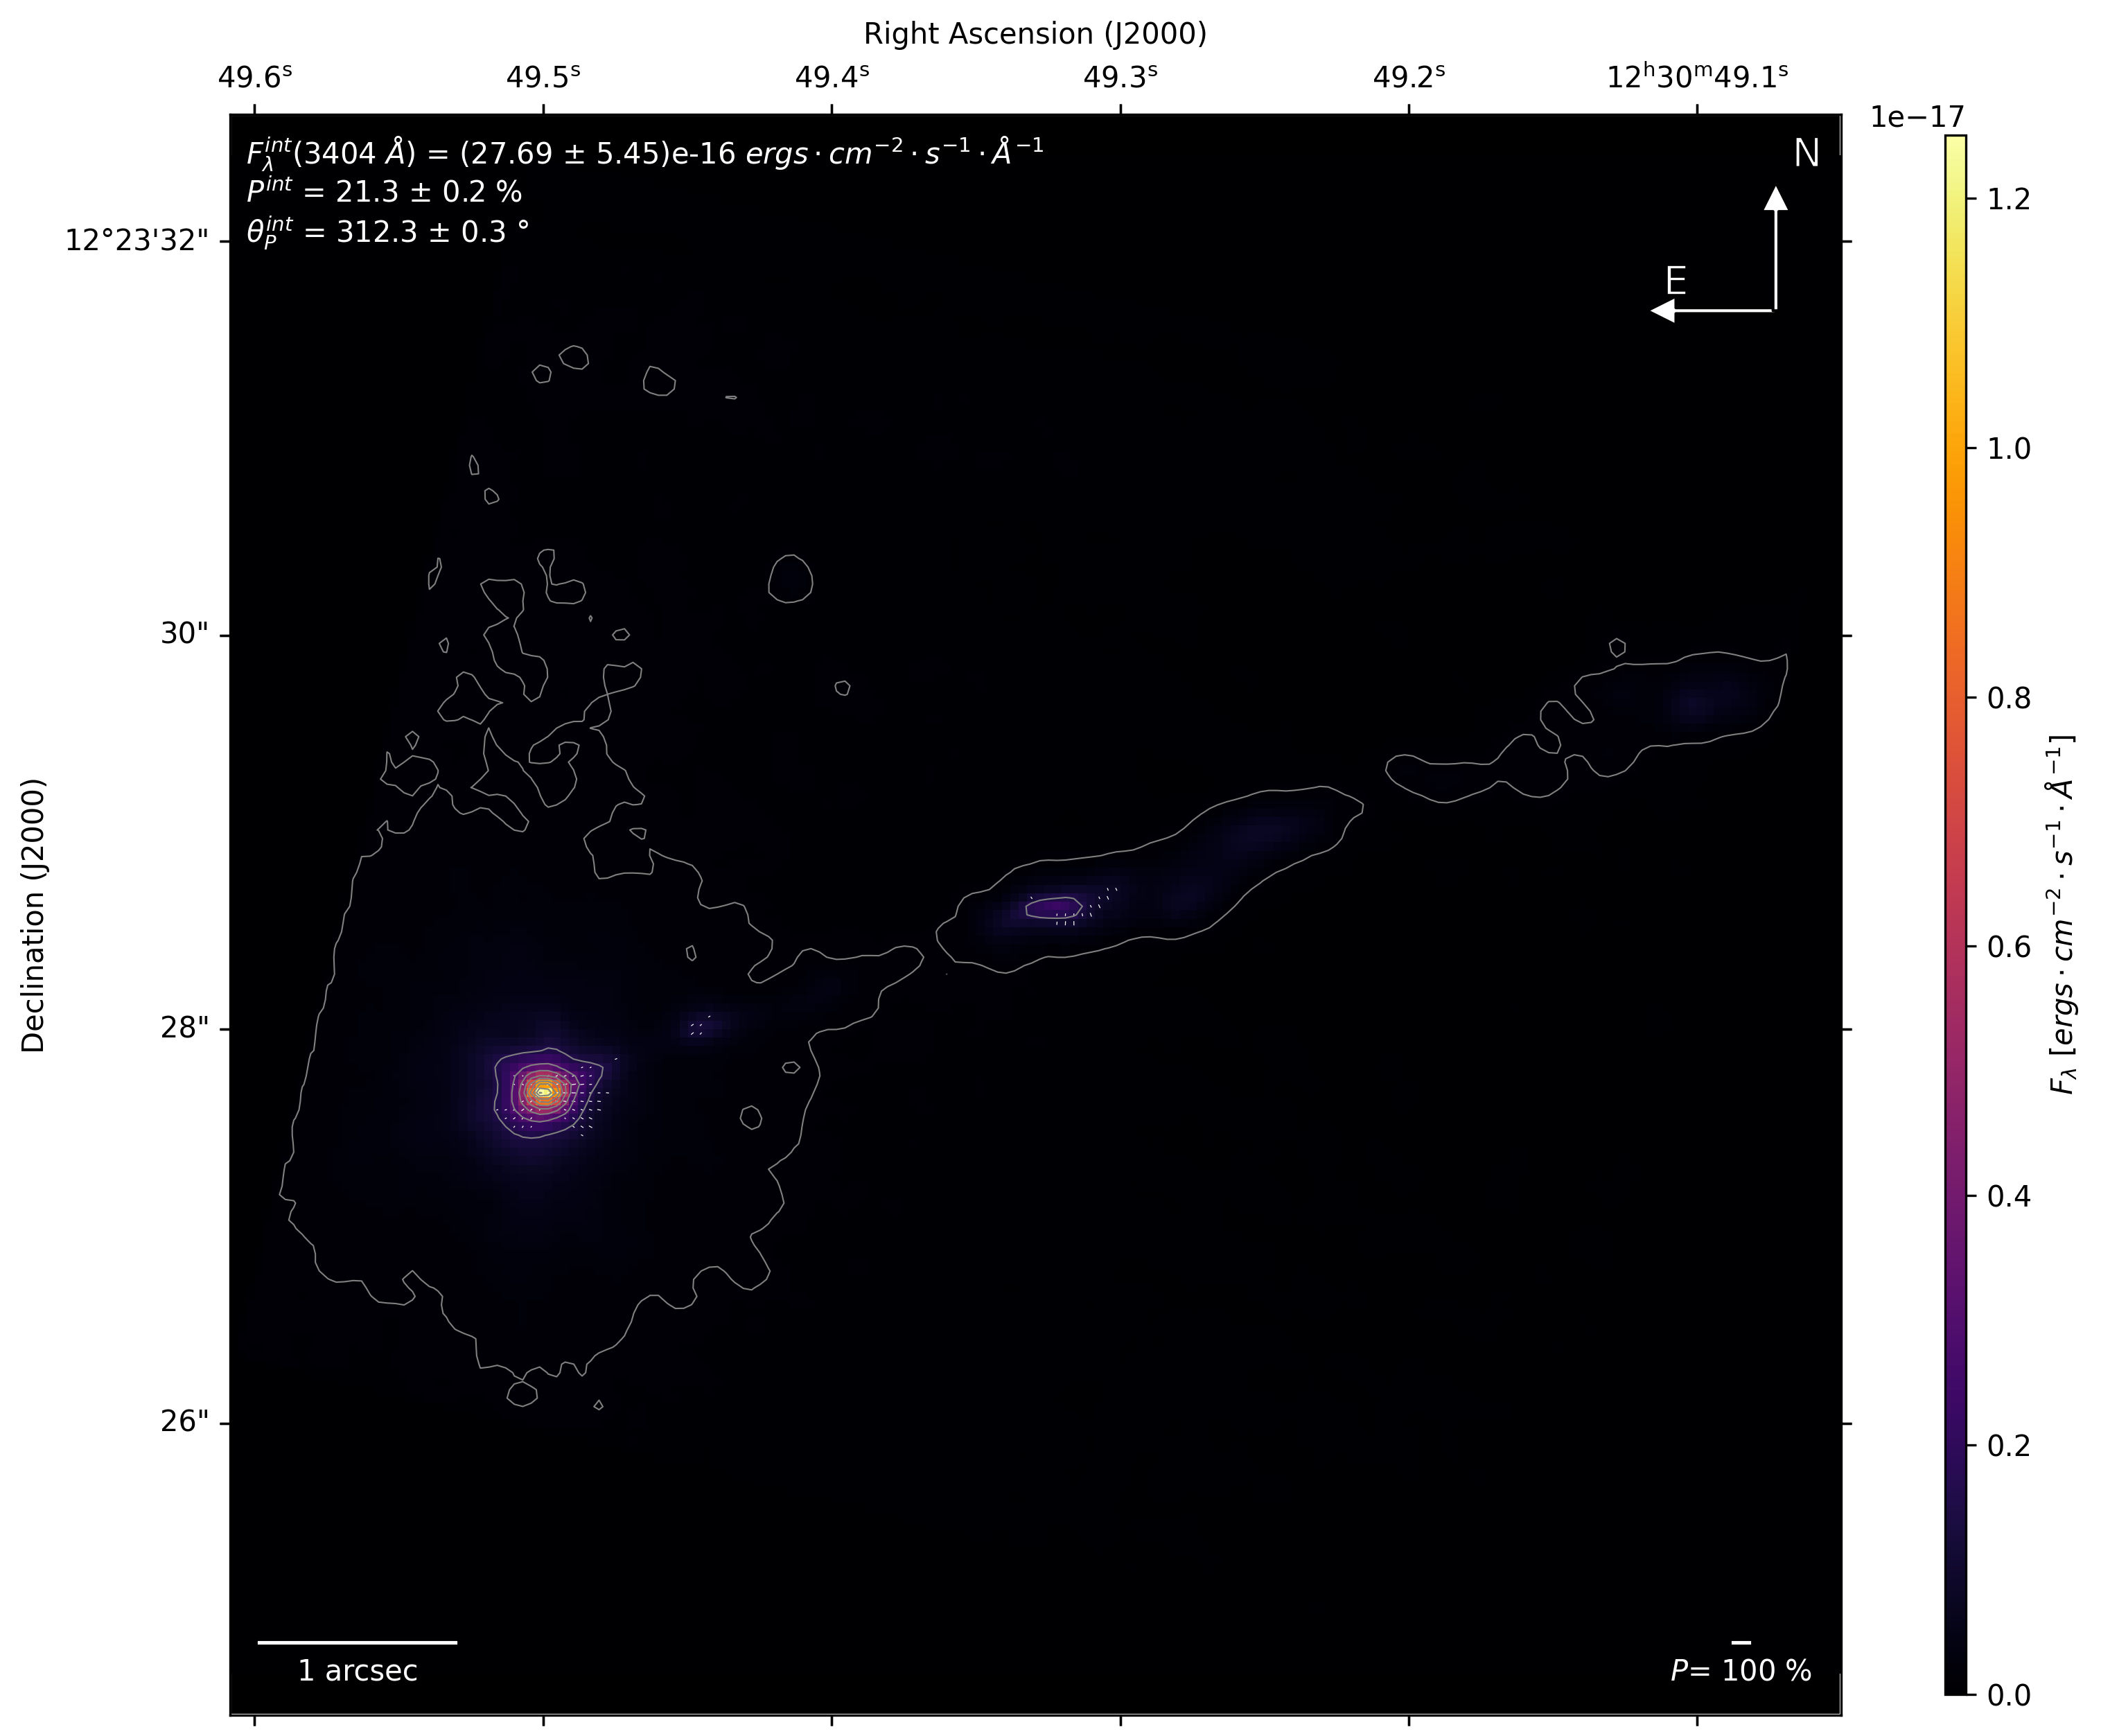 Right Ascension (J2000)
49.6ˢ 49.5ˢ 49.4ˢ 49.3ˢ 49.2ˢ 12ʰ30ᵐ49.1ˢ
1e−17
F_λ^int(3404 Å) = (27.69 ± 5.45)e-16 ergs · cm⁻² · s⁻¹ · Å⁻¹
P^int = 21.3 ± 0.2 %
θ_P^int = 312.3 ± 0.3 °
N
E
12°23'32"
30"
28"
26"
Declination (J2000)
1 arcsec
P= 100 %
1.2
1.0
0.8
0.6
0.4
0.2
0.0
F_λ [ergs · cm⁻² · s⁻¹ · Å⁻¹]